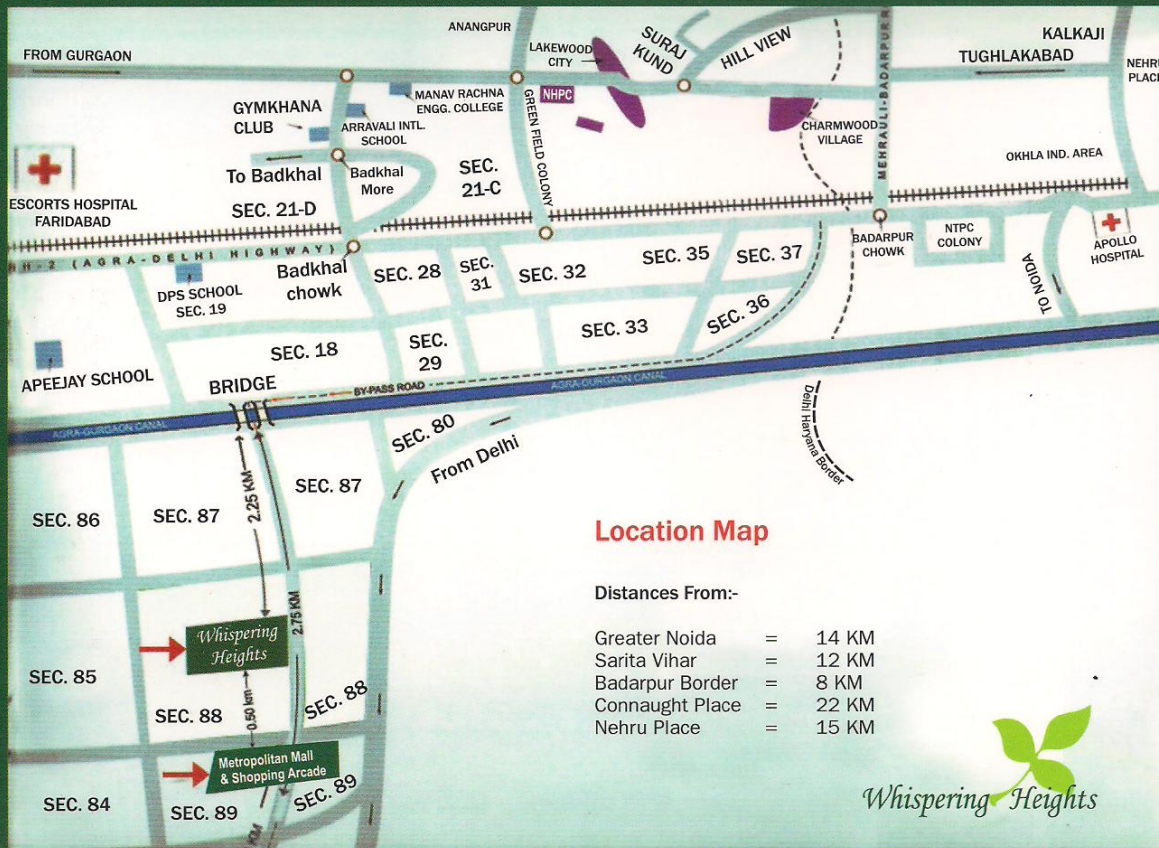 ANANGPUR
KALKAJI
TUGHLAKABAD
FROM GURGAON
LAKEWOOD
CITY
SURAJ
KUND
HILL VIEW
NEHRU
PLACE
MEHRAULI-BADARPUR
GYMKHANA
CLUB
MANAV RACHNA
ENGG. COLLEGE
NHPC
GREEN FIELD COLONY
ARRAVALI INTL.
SCHOOL
CHARMWOOD
VILLAGE
OKHLA IND. AREA
To Badkhal
Badkhal
More
SEC.
21-C
ESCORTS HOSPITAL
FARIDABAD
SEC. 21-D
NH-2 (AGRA-DELHI HIGHWAY)
BADARPUR
CHOWK
NTPC
COLONY
APOLLO
HOSPITAL
DPS SCHOOL
SEC. 19
Badkhal
chowk
SEC. 28
SEC.
31
SEC. 32
SEC. 35
SEC. 37
TO NOIDA
SEC. 18
SEC.
29
SEC. 33
SEC. 36
APEEJAY SCHOOL
BRIDGE
BY-PASS ROAD
AGRA-GURGAON CANAL
AGRA-GURGAON CANAL
Delhi Haryana Border
SEC. 80
From Delhi
SEC. 86
SEC. 87
2.25 KM
SEC. 87
Location Map
Distances From:-
Greater Noida = 14 KM
Sarita Vihar = 12 KM
Badarpur Border = 8 KM
Connaught Place = 22 KM
Nehru Place = 15 KM
2.75 KM
Whispering
Heights
SEC. 85
SEC. 88
0.50 km
SEC. 88
Metropolitan Mall
& Shopping Arcade
SEC. 84
SEC. 89
SEC. 89
KM
Whispering Heights